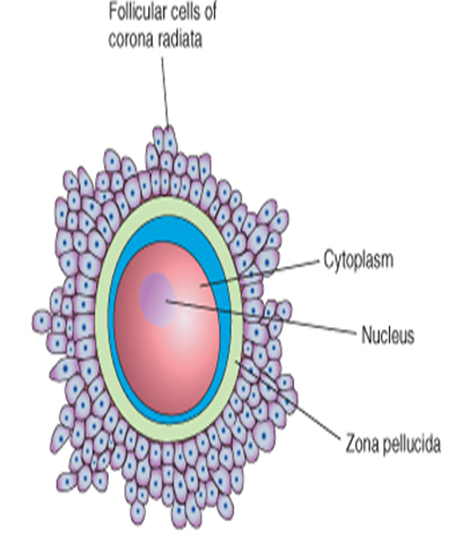 Follicular cells of
corona radiata
Cytoplasm
Nucleus
Zona pellucida